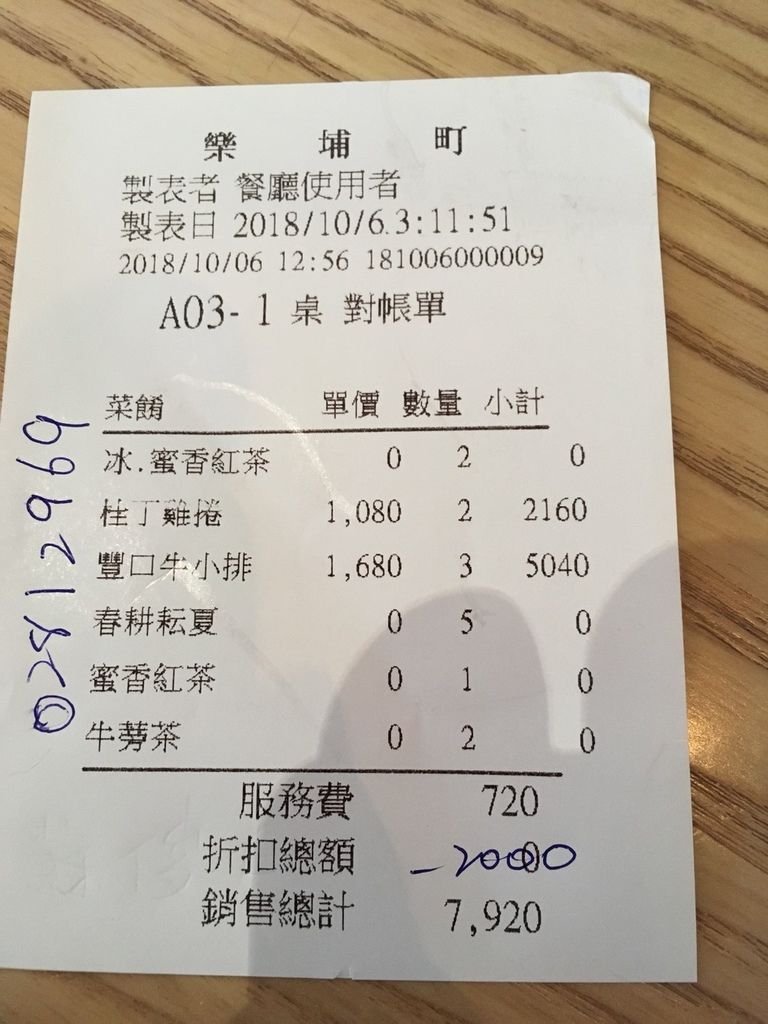 樂 埔 町
製表者 餐廳使用者
製表日 2018/10/6.3:11:51
2018/10/06 12:56 181006000009
A03- 1 桌 對帳單
菜餚 單價 數量 小計
冰.蜜香紅茶 0 2 0
桂丁雞捲 1,080 2 2160
豐口牛小排 1,680 3 5040
春耕耘夏 0 5 0
蜜香紅茶 0 1 0
牛蒡茶 0 2 0
服務費 720
折扣總額 0 -2000
銷售總計 7,920
02812969